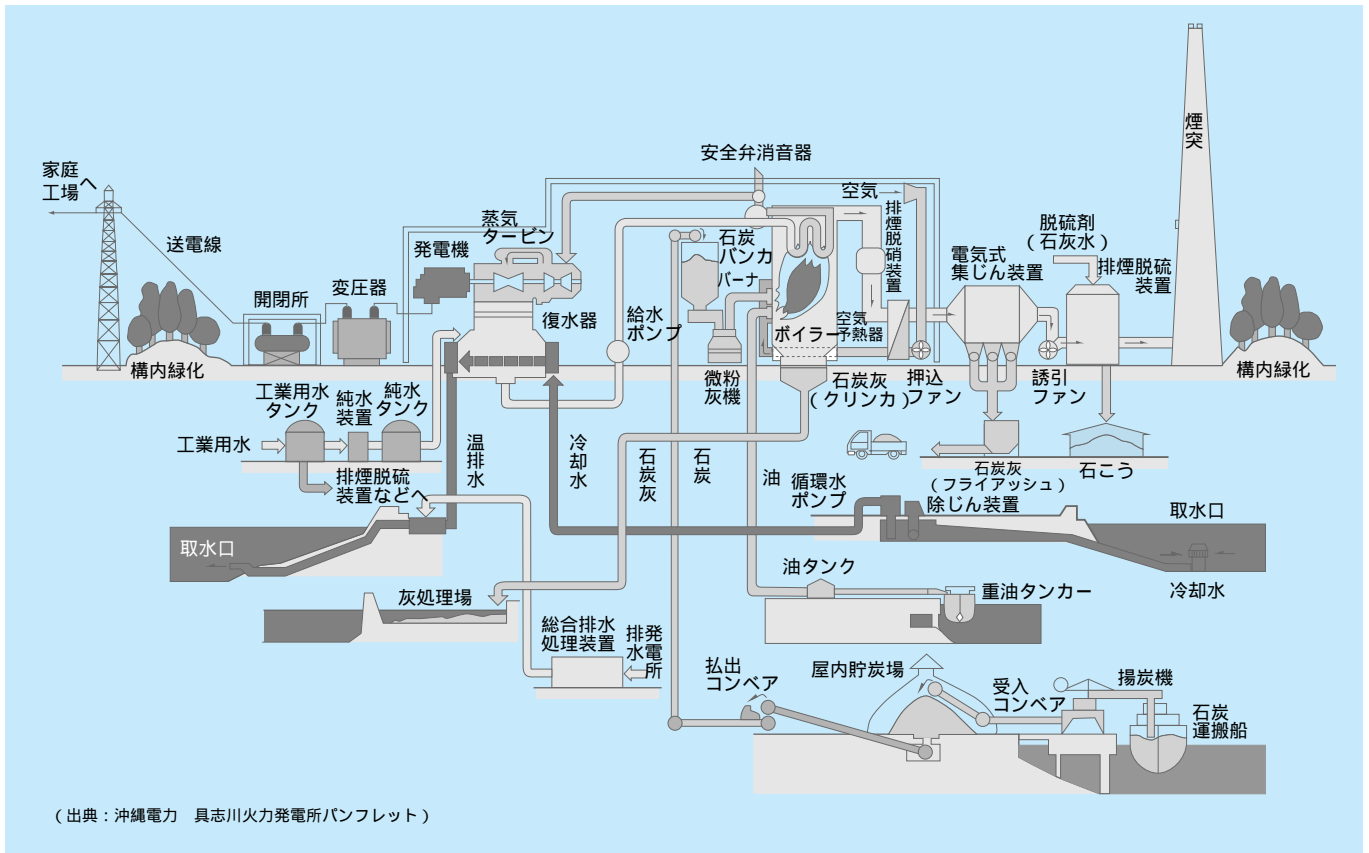 煙突
安全弁消音器
家庭
工場へ
空気
排煙脱硝装置
脱硫剤
(石灰水)
蒸気
タービン
石炭
バンカ
送電線
発電機
電気式
集じん装置
排煙脱硫
装置
バーナ
変圧器
開閉所
復水器
給水
ポンプ
ボイラー
空気
予熱器
構内緑化
微粉
灰機
石炭灰
(クリンカ)
押込
ファン
誘引
ファン
構内緑化
工業用水
タンク
純水
装置
純水
タンク
工業用水
温排水
冷却水
石炭灰
石炭
油
排煙脱硫
装置などへ
循環水
ポンプ
石炭灰
(フライアッシュ)
除じん装置
石こう
取水口
取水口
冷却水
油タンク
重油タンカー
灰処理場
総合排水
処理装置
発電所
排水
払出
コンベア
屋内貯炭場
受入
コンベア
揚炭機
石炭
運搬船
(出典:沖縄電力 具志川火力発電所パンフレット)